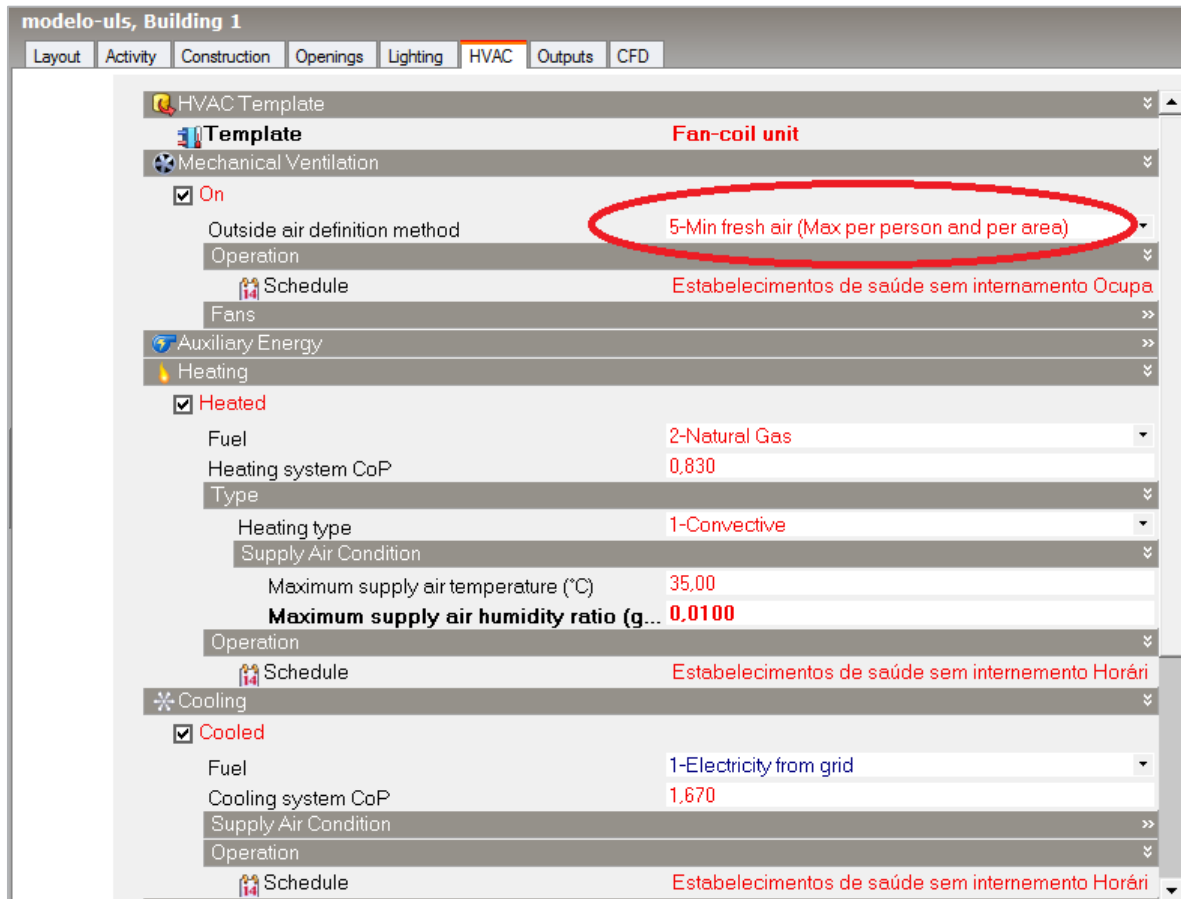 modelo-uls, Building 1
Layout Activity Construction Openings Lighting HVAC Outputs CFD
HVAC Template
Template Fan-coil unit
Mechanical Ventilation
On
Outside air definition method 5-Min fresh air (Max per person and per area)
Operation
14 Schedule Estabelecimentos de saúde sem internamento Ocupa
Fans
Auxiliary Energy
Heating
Heated
Fuel 2-Natural Gas
Heating system CoP 0,830
Type
Heating type 1-Convective
Supply Air Condition
Maximum supply air temperature (°C) 35,00
Maximum supply air humidity ratio (g... 0,0100
Operation
14 Schedule Estabelecimentos de saúde sem internemento Horári
Cooling
Cooled
Fuel 1-Electricity from grid
Cooling system CoP 1,670
Supply Air Condition
Operation
14 Schedule Estabelecimentos de saúde sem internemento Horári